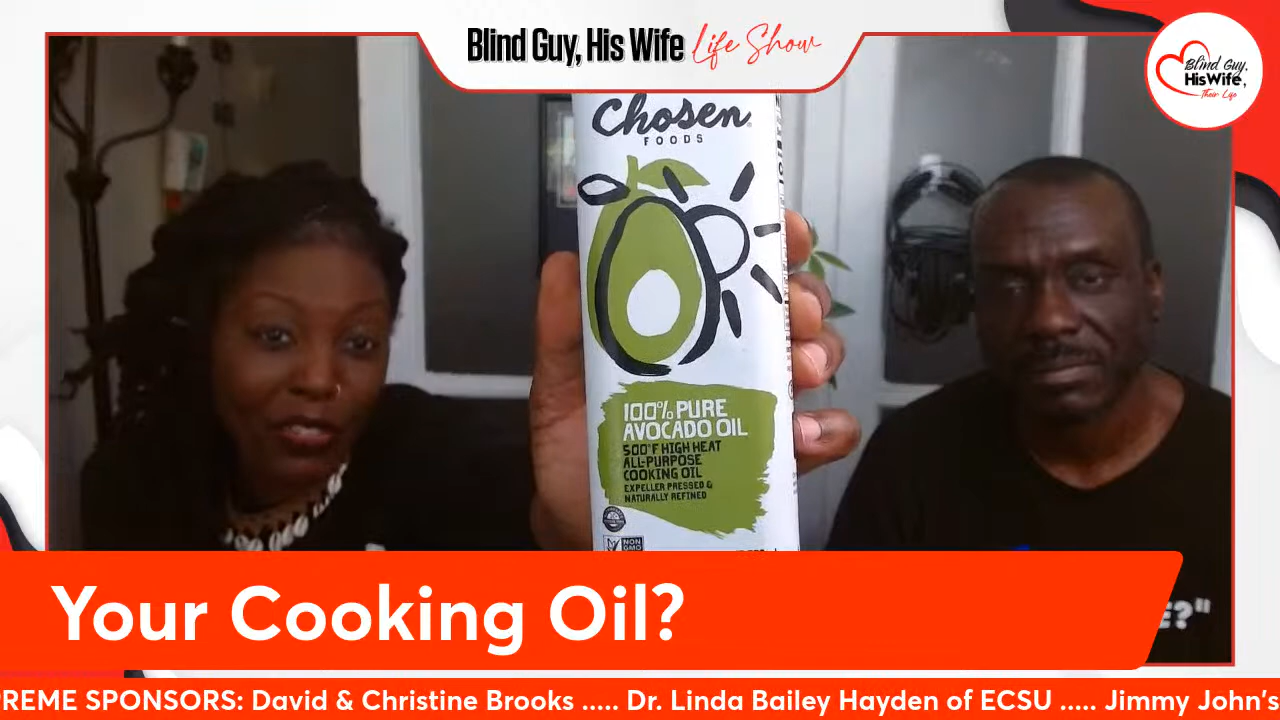 Blind Guy, His Wife Life Show
Blind Guy,
His Wife,
Their Life
Chosen
FOODS
100% PURE
AVOCADO OIL
500°F HIGH HEAT
ALL-PURPOSE
COOKING OIL
EXPELLER PRESSED &
NATURALLY REFINED
NON
GMO
Your Cooking Oil?
?"
PREME SPONSORS: David & Christine Brooks ..... Dr. Linda Bailey Hayden of ECSU ..... Jimmy John's